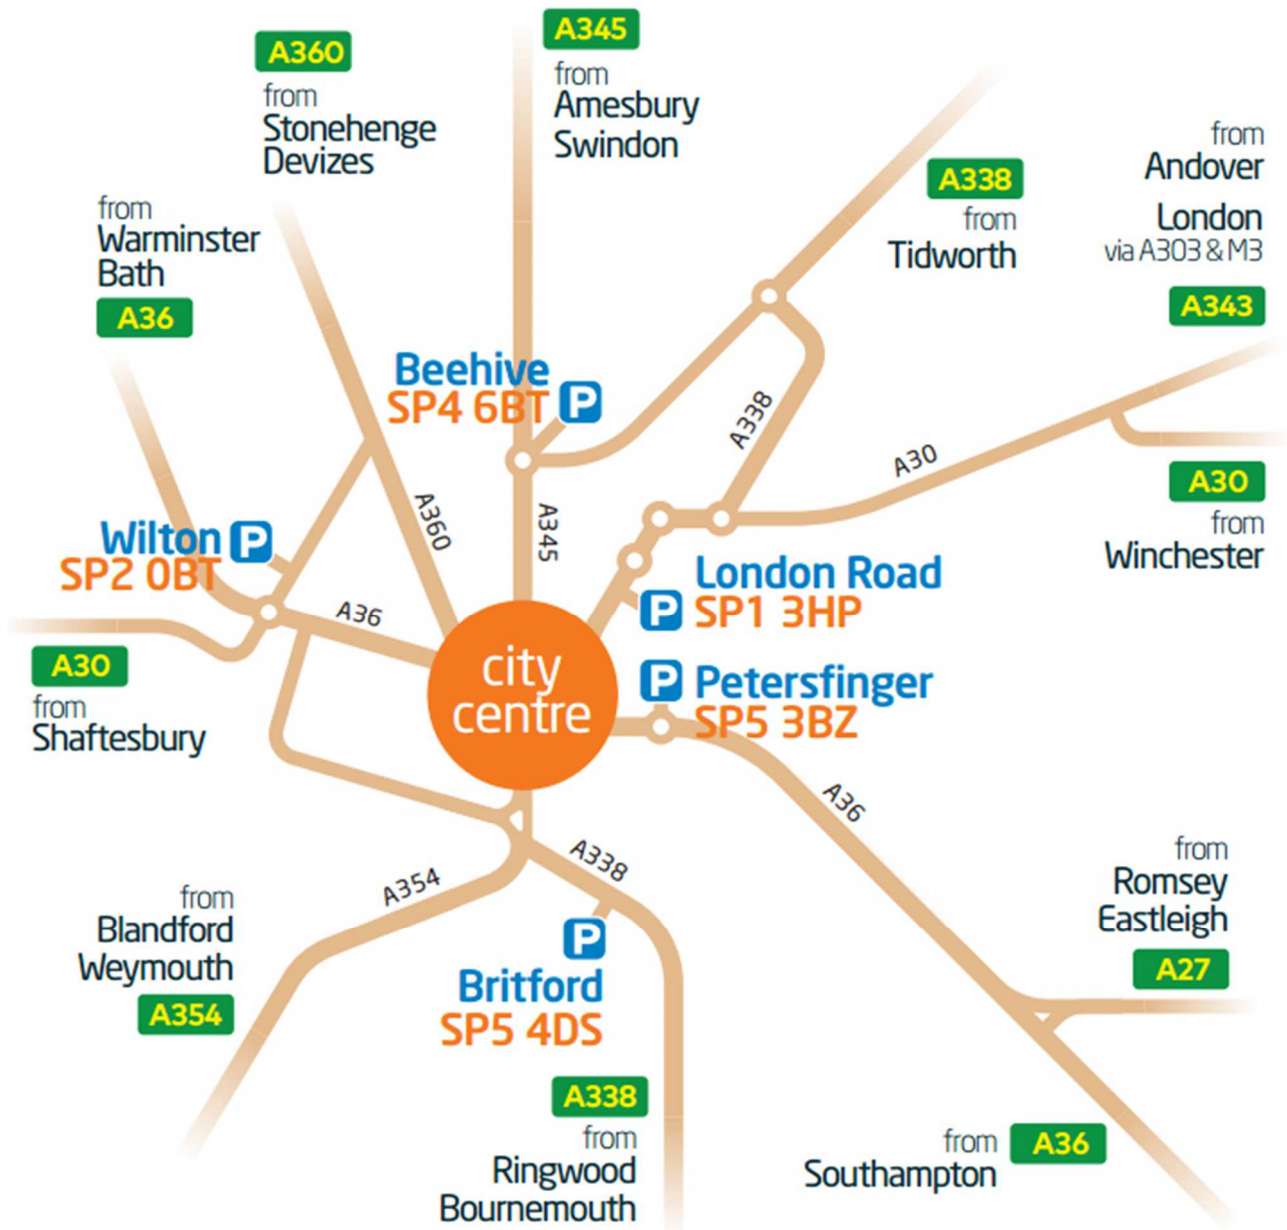 A345
from
Amesbury
Swindon
A360
from
Stonehenge
Devizes
from
Andover
London
via A303 & M3
A343
A338
from
Tidworth
from
Warminster
Bath
A36
Beehive
SP4 6BT
P
A338
A30
A30
from
Winchester
A360
A345
Wilton
P
SP2 0BT
London Road
P
SP1 3HP
A36
A30
from
Shaftesbury
city
centre
P
Petersfinger
SP5 3BZ
A36
A338
A354
from
Blandford
Weymouth
A354
P
Britford
SP5 4DS
from
Romsey
Eastleigh
A27
A338
from
Ringwood
Bournemouth
from
Southampton
A36